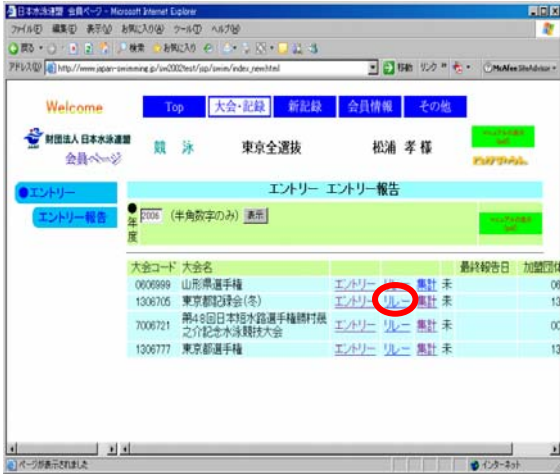 日本水泳連盟 会員ページ - Microsoft Internet Explorer
ファイル(F) 編集(E) 表示(V) お気に入り(A) ツール(T) ヘルプ(H)
戻る 検索 お気に入り
アドレス(D) 移動 リンク McAfee SiteAdvisor
Welcome Top 大会・記録 新記録 会員情報 その他
財団法人 日本水泳連盟
会員ページ
競 泳 東京全選抜 松浦 孝 様
●エントリー
エントリー報告
エントリー エントリー報告
●年度 2006 (半角数字のみ) 表示
大会コード 大会名 最終報告日 加盟団体
0606999 山形県選手権 エントリー リレー 集計 未 06
1306705 東京都記録会(冬) エントリー リレー 集計 未 13
7006721 第48回日本短水路選手権勝村幾之介記念水泳競技大会 エントリー リレー 集計 未 00
1306777 東京都選手権 エントリー リレー 集計 未 13
ページが表示されました インターネット